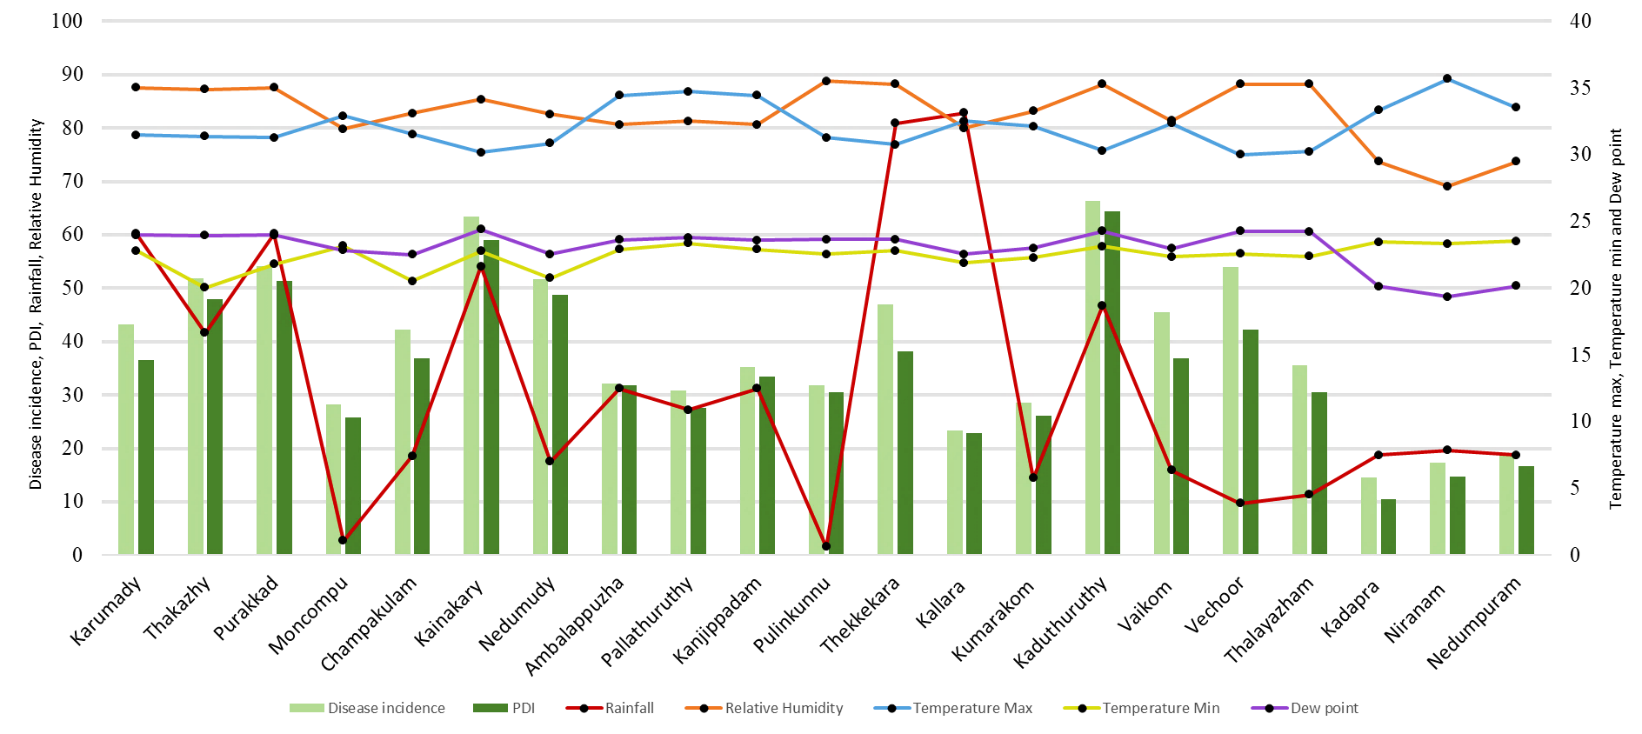 100
90
80
70
60
50
40
30
20
10
0
Disease incidence, PDI, Rainfall, Relative Humidity
40
35
30
25
20
15
10
5
0
Temperature max, Temperature min and Dew point
Karumady
Thakazhy
Purakkad
Moncompu
Champakulam
Kainakary
Nedumudy
Ambalappuzha
Pallathuruthy
Kanjippadam
Pulinkunnu
Thekkekara
Kallara
Kumarakom
Kaduthuruthy
Vaikom
Vechoor
Thalayazham
Kadapra
Niranam
Nedumpuram
Disease incidence PDI Rainfall Relative Humidity Temperature Max Temperature Min Dew point